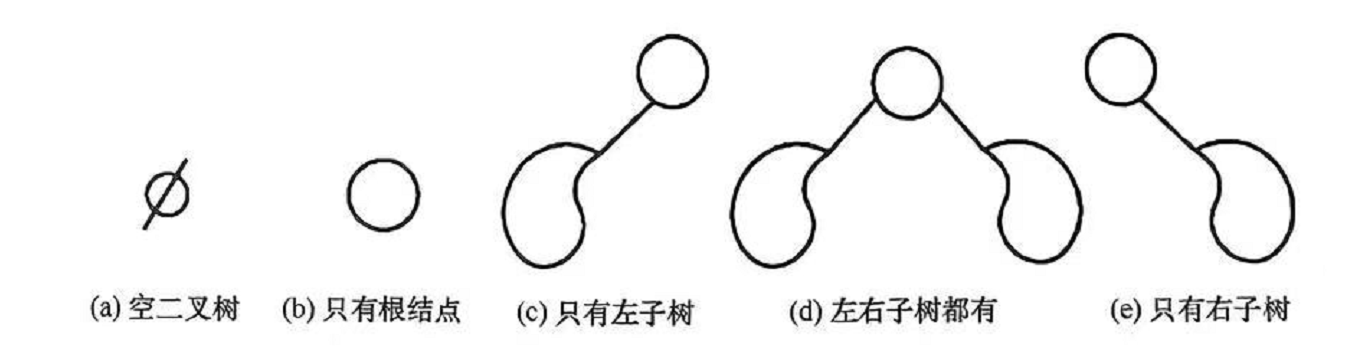 (a) 空二叉树
(b) 只有根结点
(c) 只有左子树
(d) 左右子树都有
(e) 只有右子树